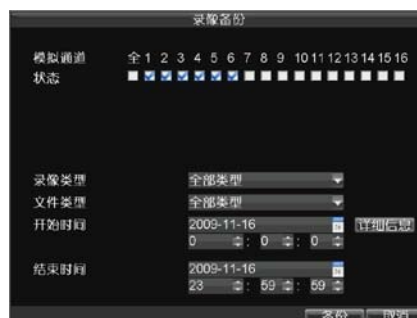 录像备份
模拟通道 全 1 2 3 4 5 6 7 8 9 10 11 12 13 14 15 16
状态
录像类型 全部类型
文件类型 全部类型
开始时间 2009-11-16
0 : 0 : 0 详细信息
结束时间 2009-11-16
23 : 59 : 59
备份 取消